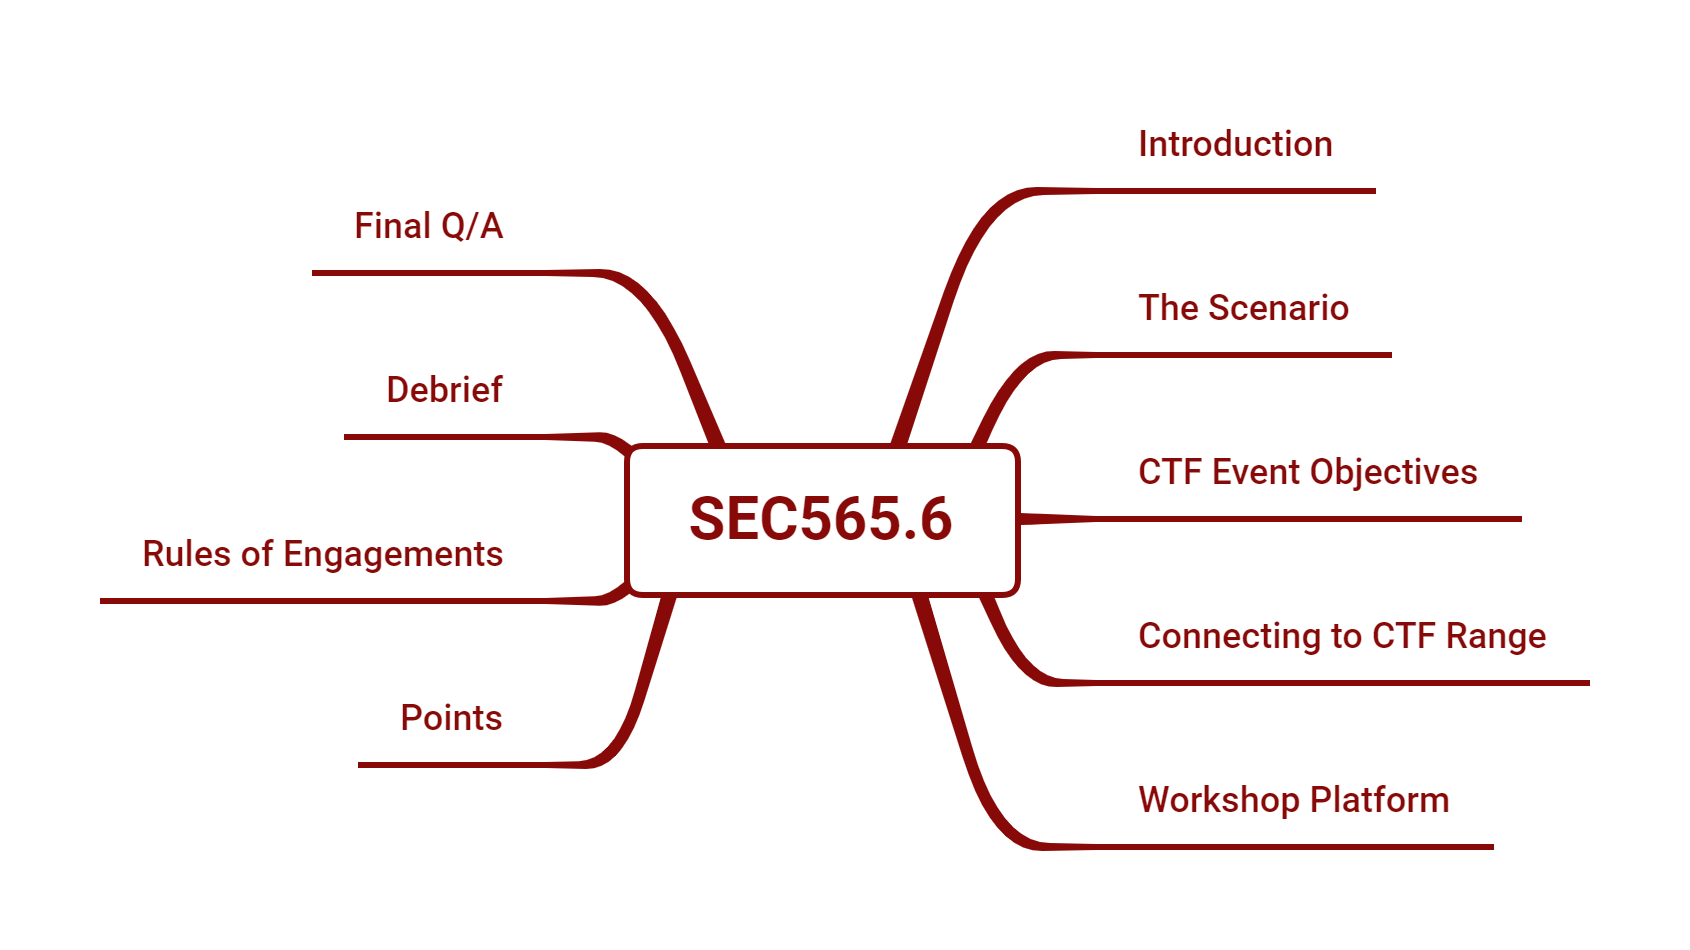 SEC565.6
Introduction
The Scenario
CTF Event Objectives
Connecting to CTF Range
Workshop Platform
Points
Rules of Engagements
Debrief
Final Q/A